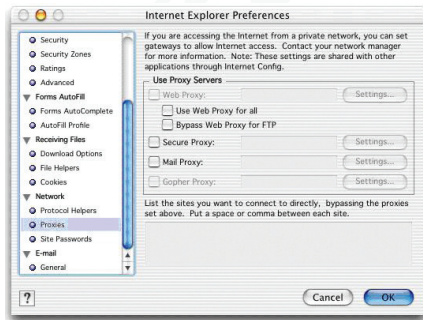 Internet Explorer Preferences
Security
Security Zones
Ratings
Advanced
Forms AutoFill
Forms AutoComplete
AutoFill Profile
Receiving Files
Download Options
File Helpers
Cookies
Network
Protocol Helpers
Proxies
Site Passwords
E-mail
General
If you are accessing the Internet from a private network, you can set
gateways to allow Internet access. Contact your network manager
for more information. Note: These settings are shared with other
applications through Internet Config.
Use Proxy Servers
Web Proxy: Settings...
Use Web Proxy for all
Bypass Web Proxy for FTP
Secure Proxy: Settings...
Mail Proxy: Settings...
Gopher Proxy: Settings...
List the sites you want to connect to directly, bypassing the proxies
set above. Put a space or comma between each site.
?
Cancel
OK